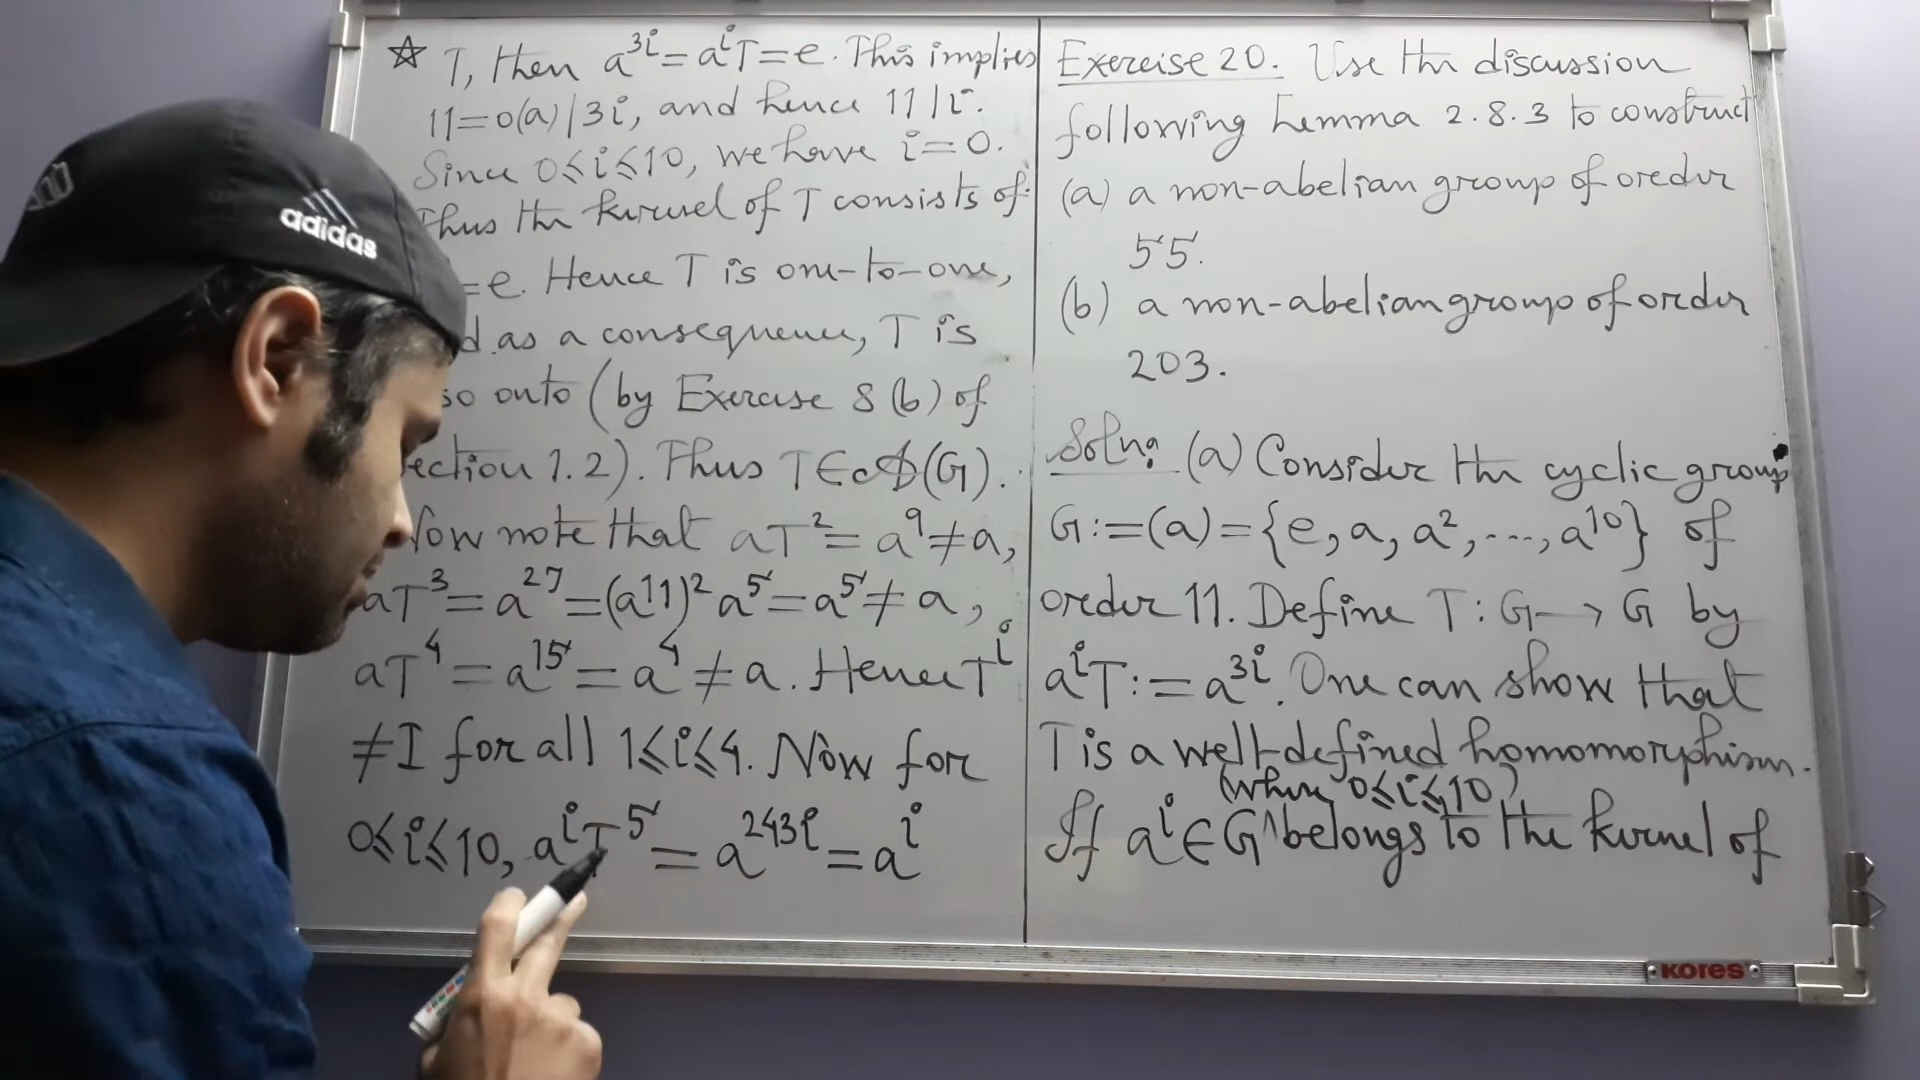 ☆ T, then a^{3i} = a^i T = e. This implies
11 = o(a) | 3i, and hence 11 | i.
Since 0 ≤ i ≤ 10, we have i = 0.
Thus the kernel of T consists of
= e. Hence T is one-to-one,
as a consequence, T is
so onto (by Exercise 8 (b) of
ection 1.2). Thus T ∈ 𝒜(G).
Now note that aT^2 = a^9 ≠ a,
aT^3 = a^{27} = (a^{11})^2 a^5 = a^5 ≠ a,
aT^4 = a^{15} = a^4 ≠ a. Hence T^i
≠ I for all 1 ≤ i ≤ 4. Now for
0 ≤ i ≤ 10, a^i T^5 = a^{243i} = a^i
Exercise 20. Use the discussion
following Lemma 2.8.3 to construct
(a) a non-abelian group of order
55.
(b) a non-abelian group of order
203.
Soln: (a) Consider the cyclic group
G := (a) = {e, a, a^2, ..., a^{10}} of
order 11. Define T : G → G by
a^i T := a^{3i}. One can show that
T is a well-defined homomorphism.
(where 0 ≤ i ≤ 10)
If a^i ∈ G ^ belongs to the kernel of
adidas
KORES